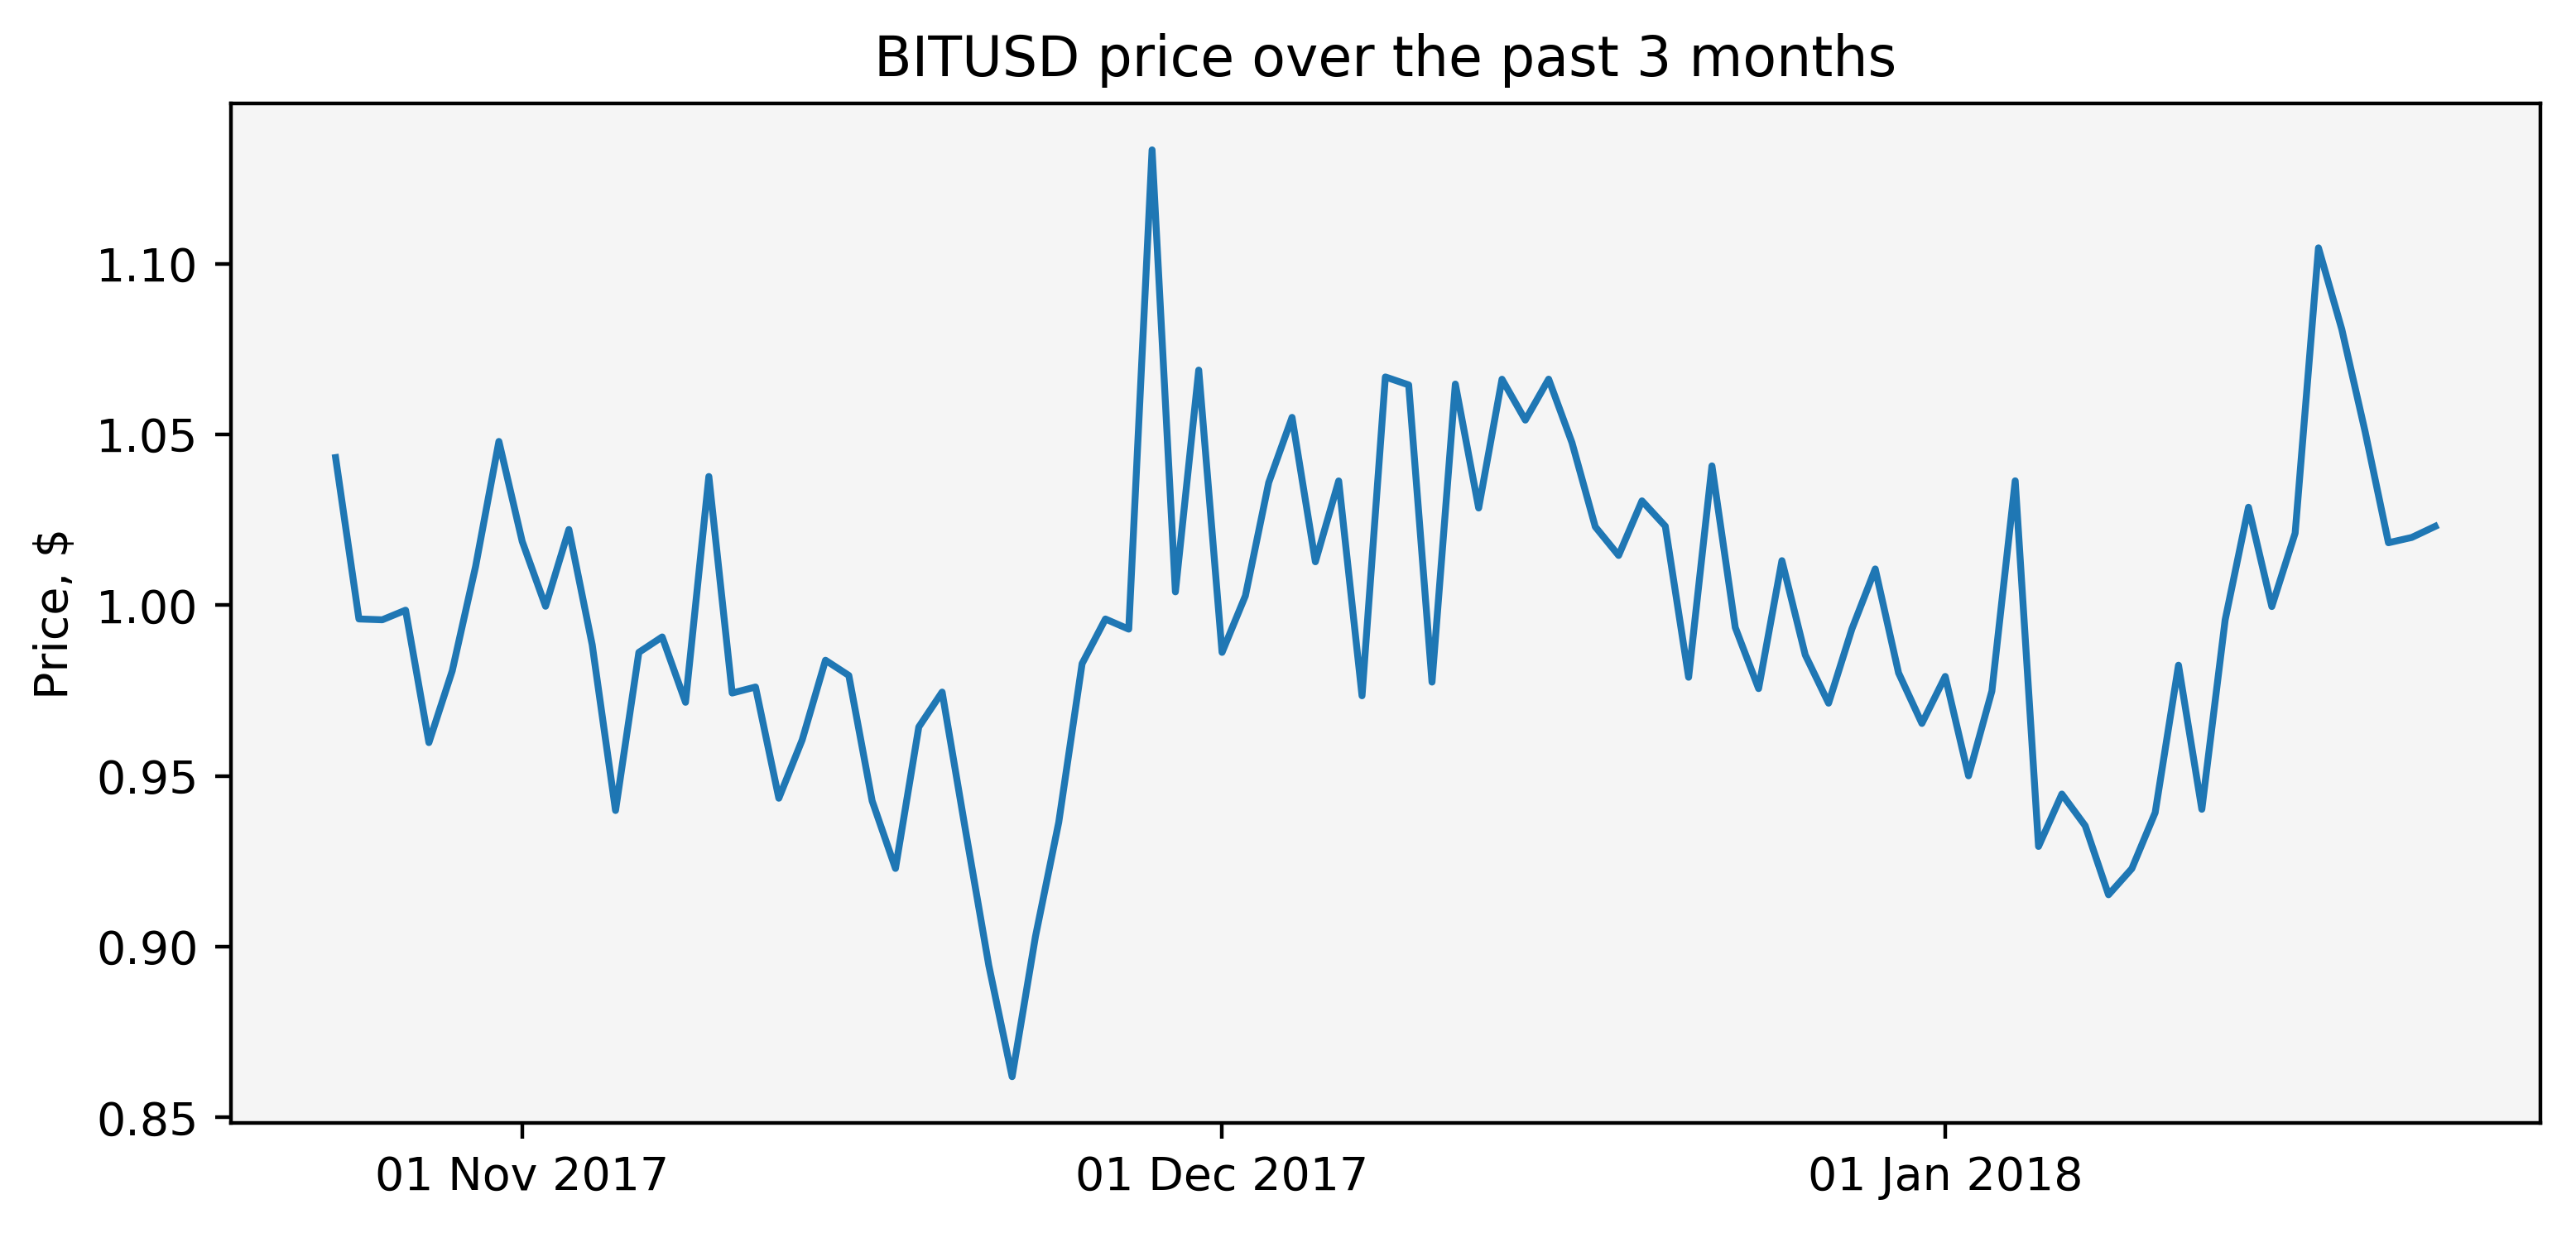 BITUSD price over the past 3 months
Price, $
1.10
1.05
1.00
0.95
0.90
0.85
01 Nov 2017
01 Dec 2017
01 Jan 2018